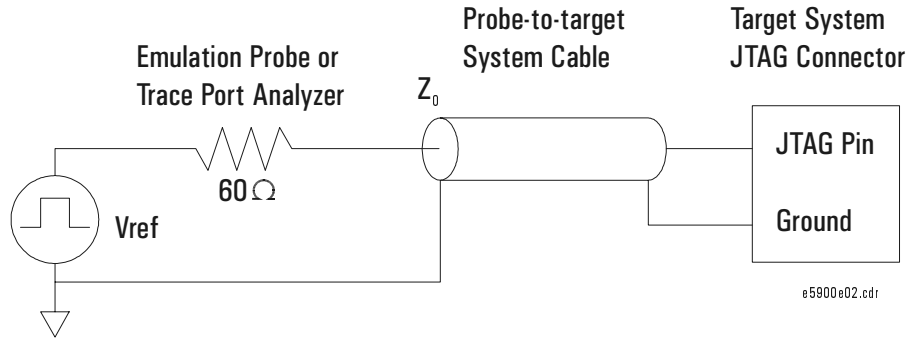 Probe-to-target
System Cable
Target System
JTAG Connector
Emulation Probe or
Trace Port Analyzer
Z0
60Ω
Vref
JTAG Pin
Ground
e5900e02.cdr